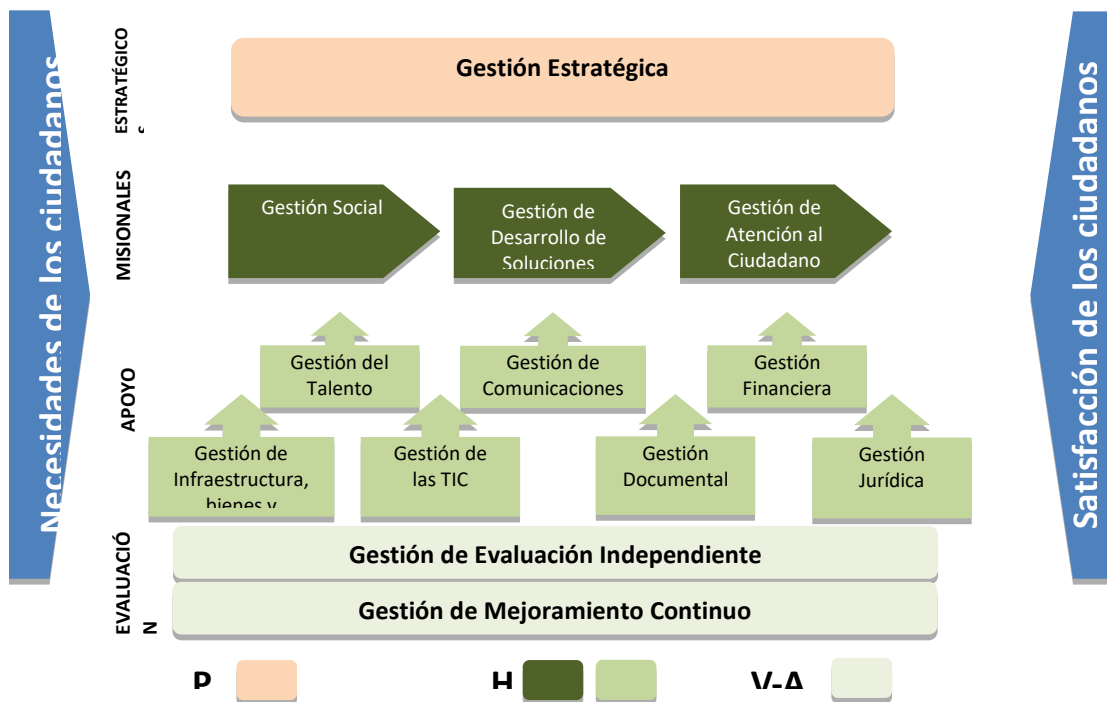 Necesidades de los ciudadanos
ESTRATÉGICO
S
Gestión Estratégica
Satisfacción de los ciudadanos
MISIONALES
Gestión Social
Gestión de
Desarrollo de
Soluciones
Gestión de
Atención al
Ciudadano
APOYO
Gestión del
Talento
Gestión de
Comunicaciones
Gestión
Financiera
Gestión de
Infraestructura,
bienes y
Gestión de
las TIC
Gestión
Documental
Gestión
Jurídica
EVALUACIÓ
N
Gestión de Evaluación Independiente
Gestión de Mejoramiento Continuo
P
H
V-A